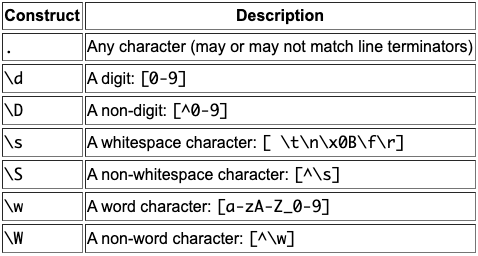 Construct Description
. Any character (may or may not match line terminators)
\d A digit: [0-9]
\D A non-digit: [^0-9]
\s A whitespace character: [ \t\n\x0B\f\r]
\S A non-whitespace character: [^\s]
\w A word character: [a-zA-Z_0-9]
\W A non-word character: [^\w]